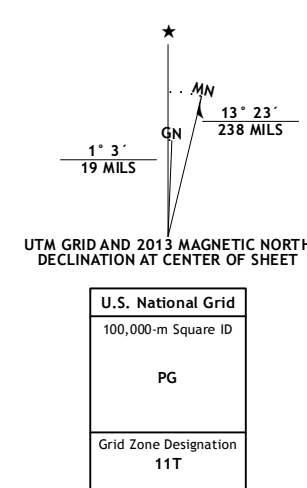 MN
13° 23´
238 MILS
GN
1° 3´
19 MILS
UTM GRID AND 2013 MAGNETIC NORTH
DECLINATION AT CENTER OF SHEET
U.S. National Grid
100,000-m Square ID
PG
Grid Zone Designation
11T